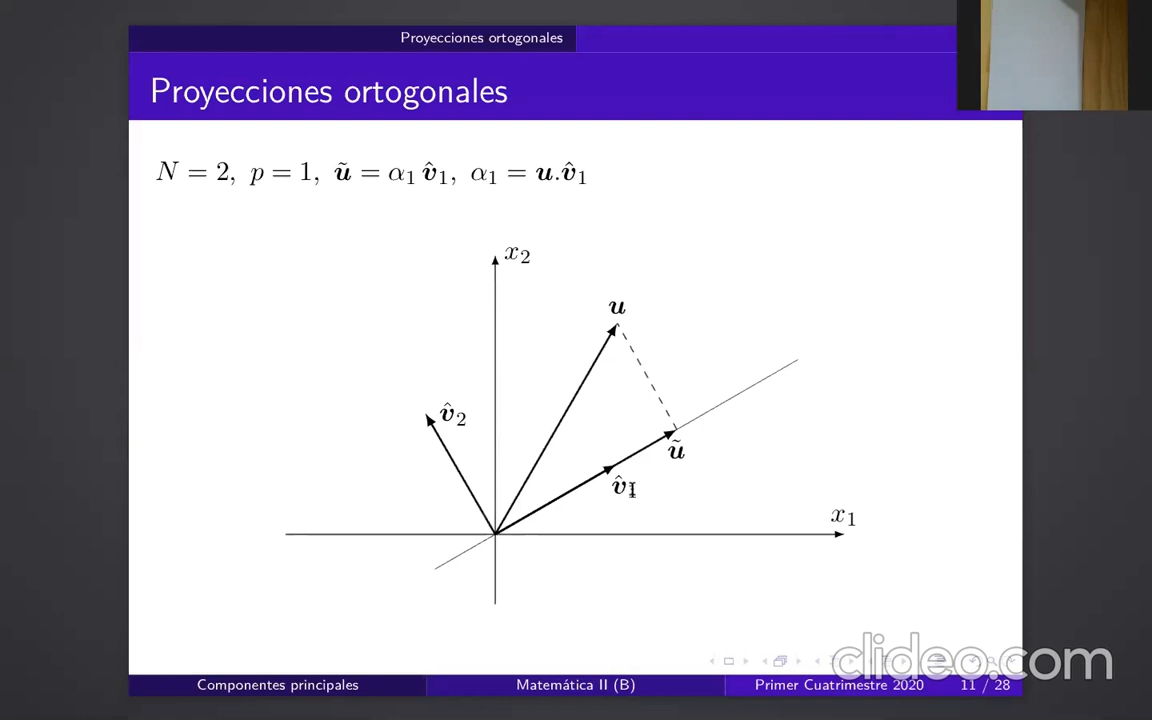 Proyecciones ortogonales
Proyecciones ortogonales
N = 2, p = 1, ũ = α₁ v̂₁, α₁ = u.v̂₁
x₂
u
v̂₂
ũ
v̂₁
x₁
clideo.com
Componentes principales Matemática II (B) Primer Cuatrimestre 2020 11 / 28